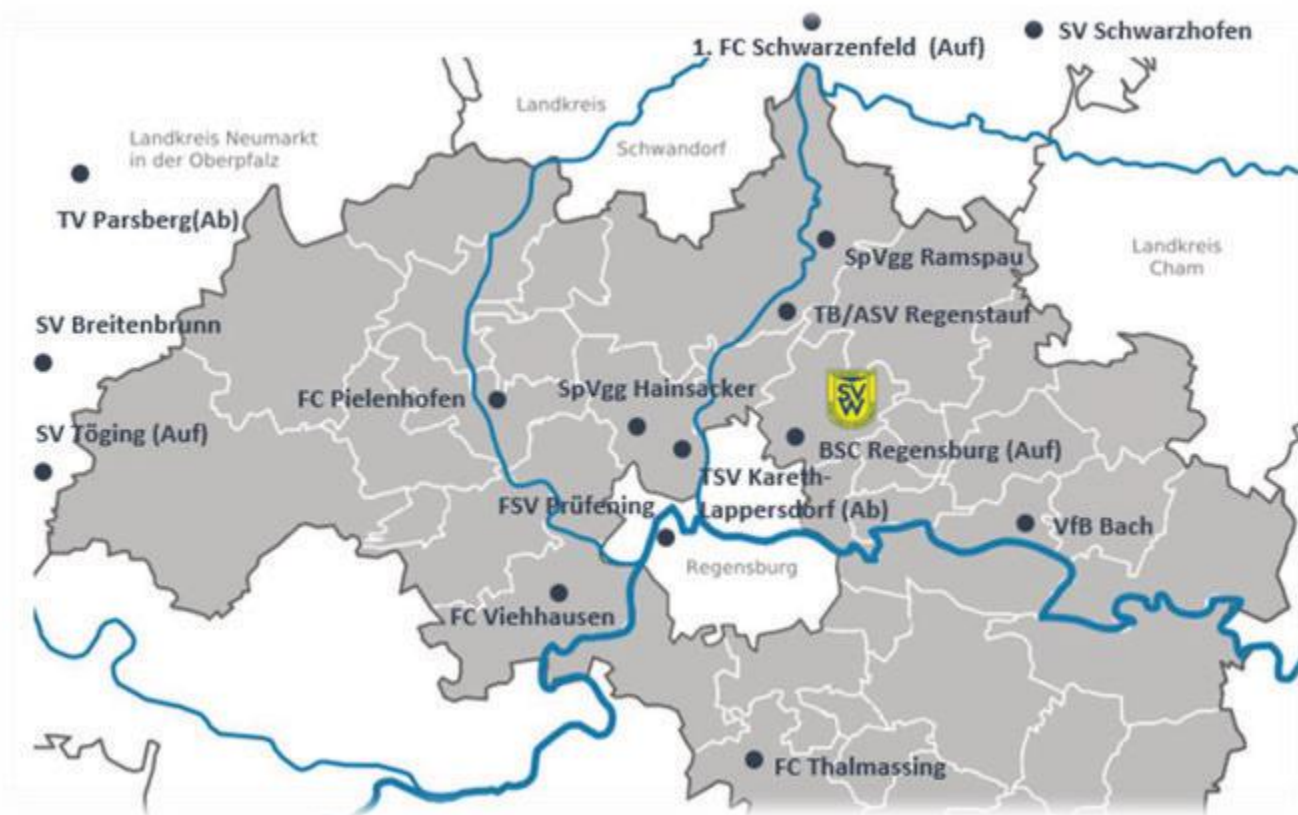 SV Schwarzhofen
1. FC Schwarzenfeld (Auf)
Landkreis
Schwandorf
Landkreis Neumarkt
in der Oberpfalz
TV Parsberg(Ab)
SpVgg Ramspau
Landkreis
Cham
SV Breitenbrunn
TB/ASV Regenstauf
FC Pielenhofen
SpVgg Hainsacker
SV
W
SV Töging (Auf)
BSC Regensburg (Auf)
TSV Kareth-
Lappersdorf (Ab)
FSV Prüfening
VfB Bach
Regensburg
FC Viehhausen
FC Thalmassing